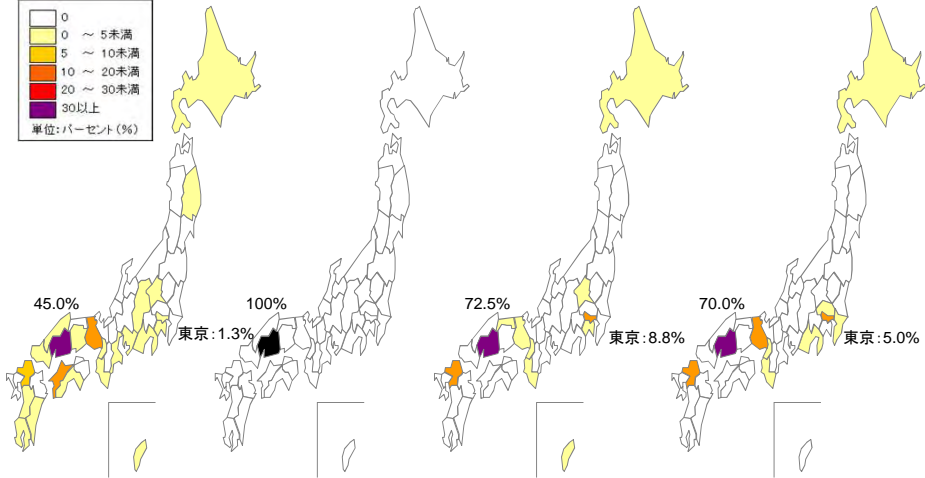 0
0 ～ 5未満
5 ～ 10未満
10 ～ 20未満
20 ～ 30未満
30以上
単位:パーセント(%)
45.0%
100%
72.5%
70.0%
東京：1.3%
東京：8.8%
東京：5.0%